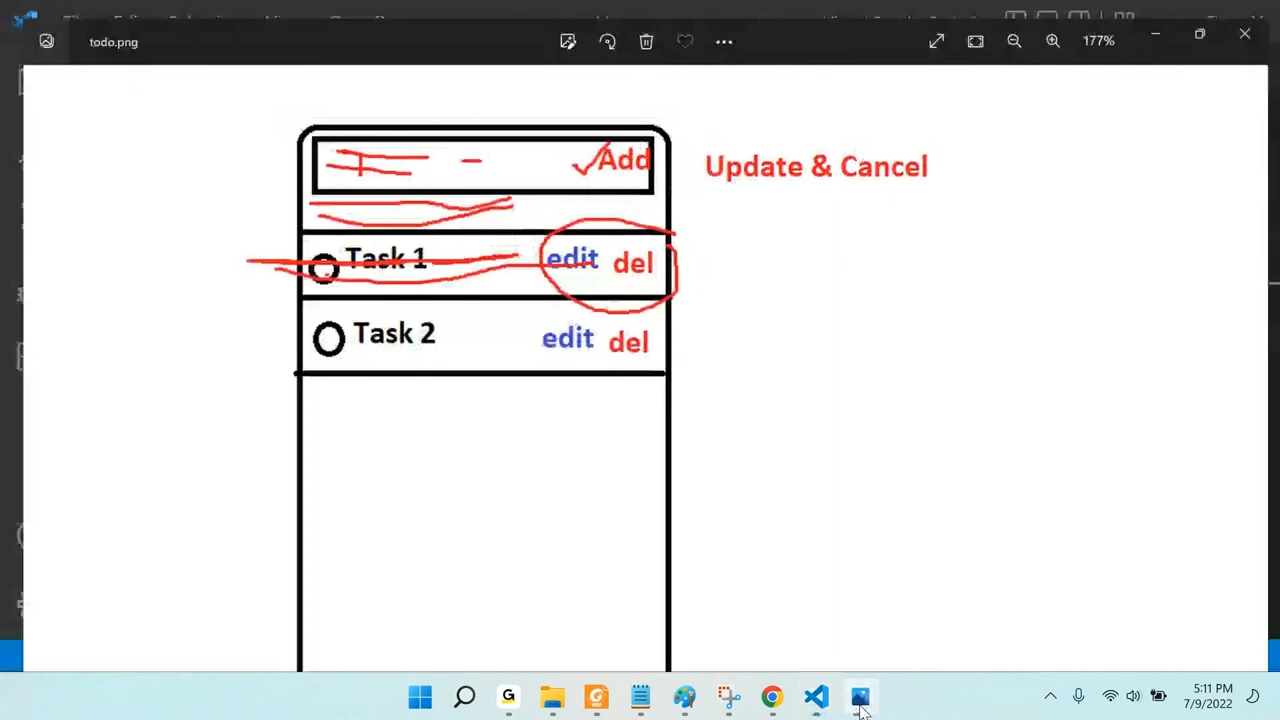 todo.png
177%
Add
Update & Cancel
Task 1 edit del
Task 2 edit del
5:11 PM
7/9/2022